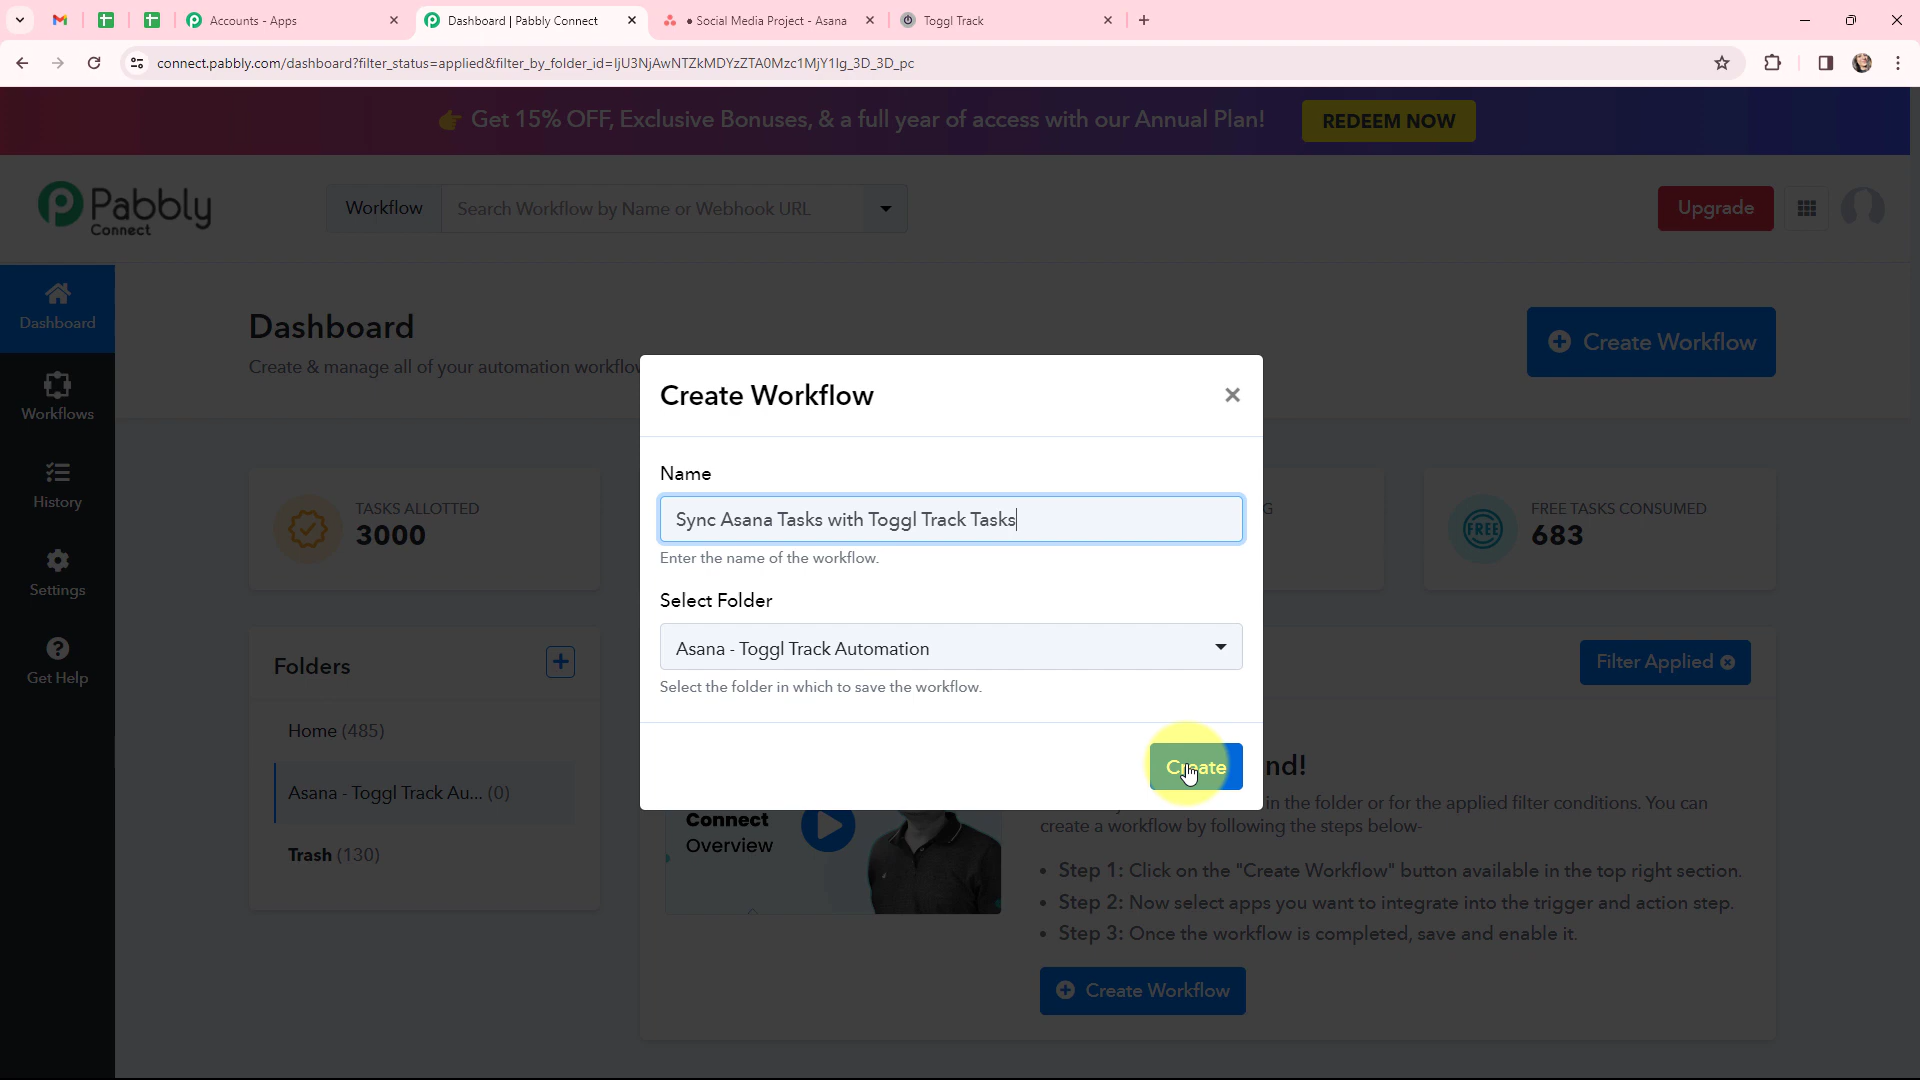 Accounts - Apps
Dashboard | Pabbly Connect
• Social Media Project - Asana
Toggl Track
connect.pabbly.com/dashboard?filter_status=applied&filter_by_folder_id=IjU3NjAwNTZkMDYzZTA0Mzc1MjY1Ig_3D_3D_pc
👉 Get 15% OFF, Exclusive Bonuses, & a full year of access with our Annual Plan!
REDEEM NOW
Pabbly
Connect
Workflow
Search Workflow by Name or Webhook URL
Upgrade
Dashboard
Workflows
History
Settings
Get Help
Dashboard
Create & manage all of your automation
Create Workflow
TASKS ALLOTTED
3000
G
FREE TASKS CONSUMED
683
FREE
Folders
Home (485)
Asana - Toggl Track Au... (0)
Trash (130)
Filter Applied
Create Workflow
Name
Sync Asana Tasks with Toggl Track Tasks
Enter the name of the workflow.
Select Folder
Asana - Toggl Track Automation
Select the folder in which to save the workflow.
Create
nd!
in the folder or for the applied filter conditions. You can
create a workflow by following the steps below-
• Step 1: Click on the "Create Workflow" button available in the top right section.
• Step 2: Now select apps you want to integrate into the trigger and action step.
• Step 3: Once the workflow is completed, save and enable it.
Create Workflow
Connect
Overview